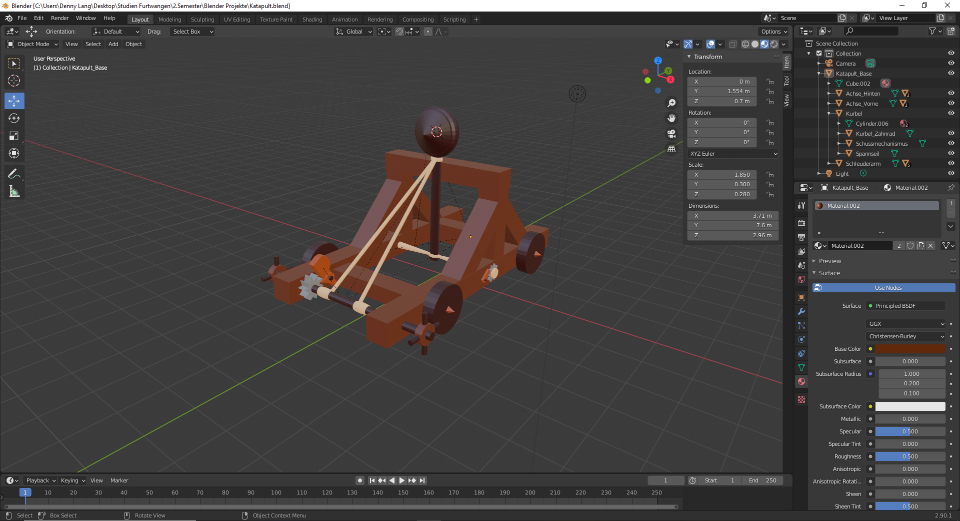 Blender [C:\Users\Denny Lang\Desktop\Studien Furtwangen\2.Semester\Blender Projekte\Katapult.blend]
File Edit Render Window Help Layout Modeling Sculpting UV Editing Texture Paint Shading Animation Rendering Compositing Scripting + Scene View Layer
Orientation: Default Drag: Select Box Global Options
Object Mode View Select Add Object
User Perspective
(1) Collection | Katapult_Base
Transform
Location:
X 0 m
Y 1.554 m
Z 0.7 m
Rotation:
X 0°
Y 0°
Z 0°
XYZ Euler
Scale:
X 1.850
Y 0.300
Z 0.280
Dimensions:
X 3.71 m
Y 7.6 m
Z 2.96 m
Item
Tool
View
Scene Collection
Collection
Camera
Katapult_Base
Cube.002
Achse_Hinten
Achse_Vorne
Kurbel
Cylinder.006
Kurbel_Zahnrad
Schussmechanismus
Spannseil
Schleuderarm
Light
Katapult_Base Material.002
Material.002
Material.002 2
Preview
Surface
Use Nodes
Surface Principled BSDF
GGX
Christensen-Burley
Base Color
Subsurface 0.000
Subsurface Radius 1.000
0.200
0.100
Subsurface Color
Metallic 0.000
Specular 0.500
Specular Tint 0.000
Roughness 0.500
Anisotropic 0.000
Anisotropic Rotati... 0.000
Sheen 0.000
Sheen Tint 0.500
Playback Keying View Marker 1 Start 1 End 250
1 10 20 30 40 50 60 70 80 90 100 110 120 130 140 150 160 170 180 190 200 210 220 230 240 250
Select Box Select Rotate View Object Context Menu 2.90.1